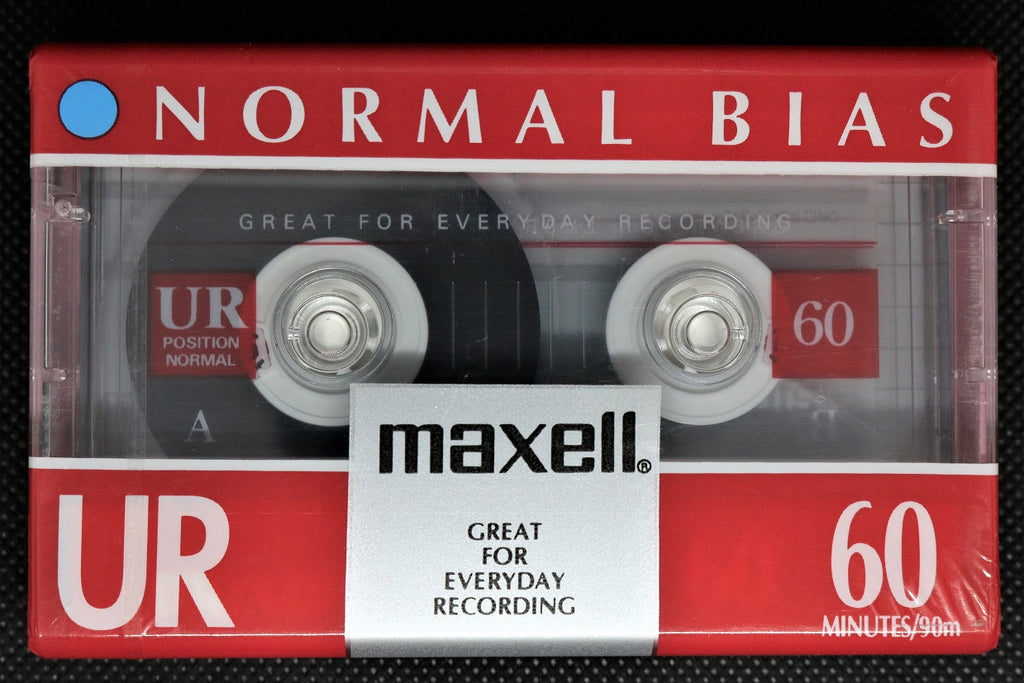 NORMAL BIAS
GREAT FOR EVERYDAY RECORDING
UR
POSITION
NORMAL
60
A
B
maxell®
GREAT
FOR
EVERYDAY
RECORDING
UR
60
MINUTES/90m